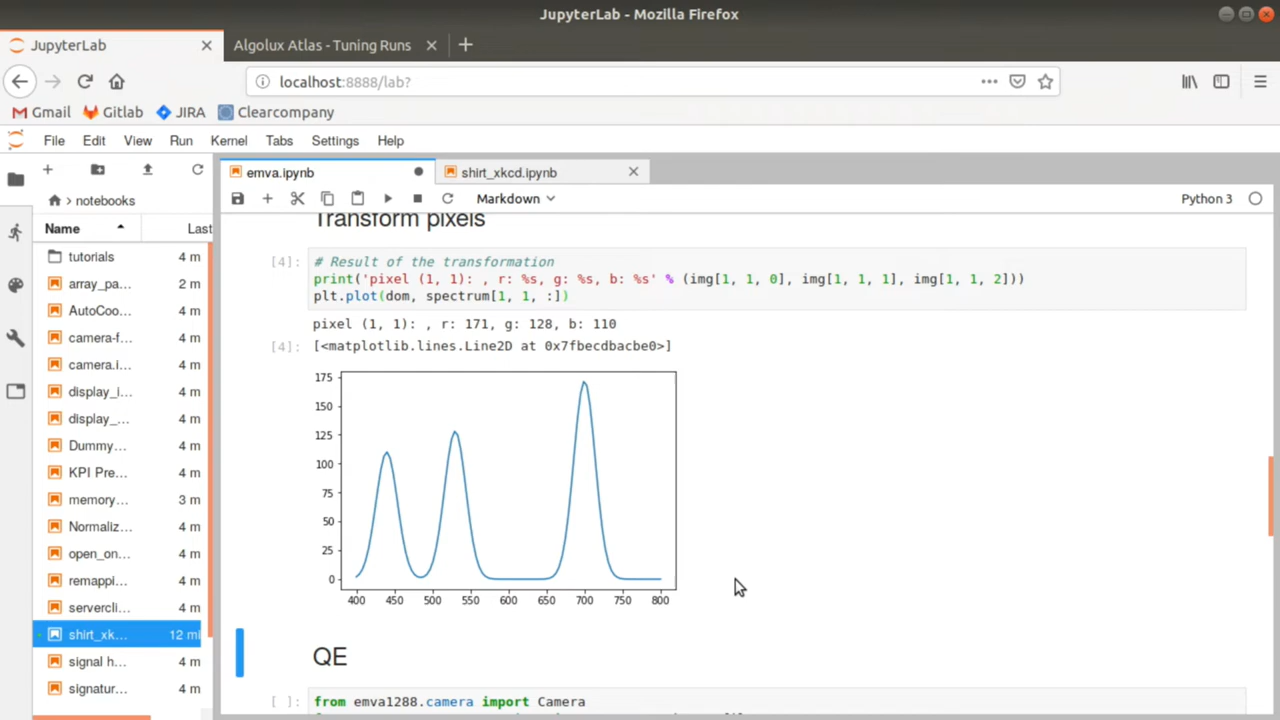 JupyterLab - Mozilla Firefox
JupyterLab
Algolux Atlas - Tuning Runs
localhost:8888/lab?
Gmail Gitlab JIRA Clearcompany
File Edit View Run Kernel Tabs Settings Help
emva.ipynb
shirt_xkcd.ipynb
notebooks
Markdown
Python 3
Name Last
tutorials 4 m
array_pa... 2 m
AutoCoo... 4 m
camera-f... 4 m
camera.i... 4 m
display_i... 4 m
display_... 4 m
Dummy... 4 m
KPI Pre... 4 m
memory... 3 m
Normaliz... 4 m
open_on... 4 m
remappi... 4 m
servercli... 4 m
shirt_xk... 12 mi
signal h... 4 m
signatur... 4 m
Transform pixels
[4]:
# Result of the transformation
print('pixel (1, 1): , r: %s, g: %s, b: %s' % (img[1, 1, 0], img[1, 1, 1], img[1, 1, 2]))
plt.plot(dom, spectrum[1, 1, :])
pixel (1, 1): , r: 171, g: 128, b: 110
[4]: [<matplotlib.lines.Line2D at 0x7fbecdbacbe0>]
175
150
125
100
75
50
25
0
400 450 500 550 600 650 700 750 800
QE
[ ]: from emva1288.camera import Camera